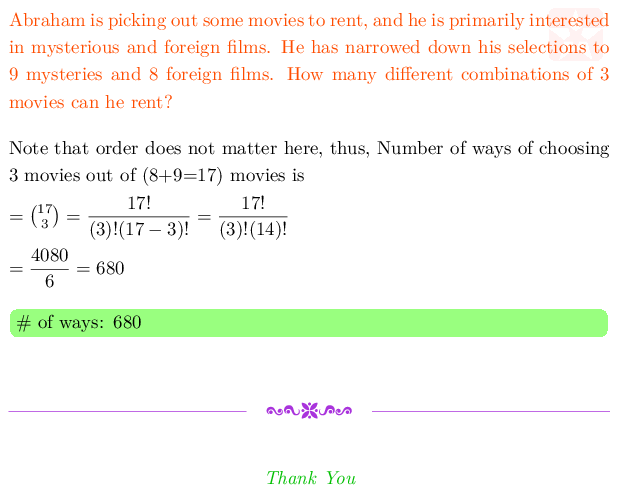 Abraham is picking out some movies to rent, and he is primarily interested
in mysterious and foreign films. He has narrowed down his selections to
9 mysteries and 8 foreign films. How many different combinations of 3
movies can he rent?
Note that order does not matter here, thus, Number of ways of choosing
3 movies out of (8+9=17) movies is
= \binom{17}{3} = \frac{17!}{(3)!(17 − 3)!} = \frac{17!}{(3)!(14)!}
= \frac{4080}{6} = 680
# of ways: 680
Thank You